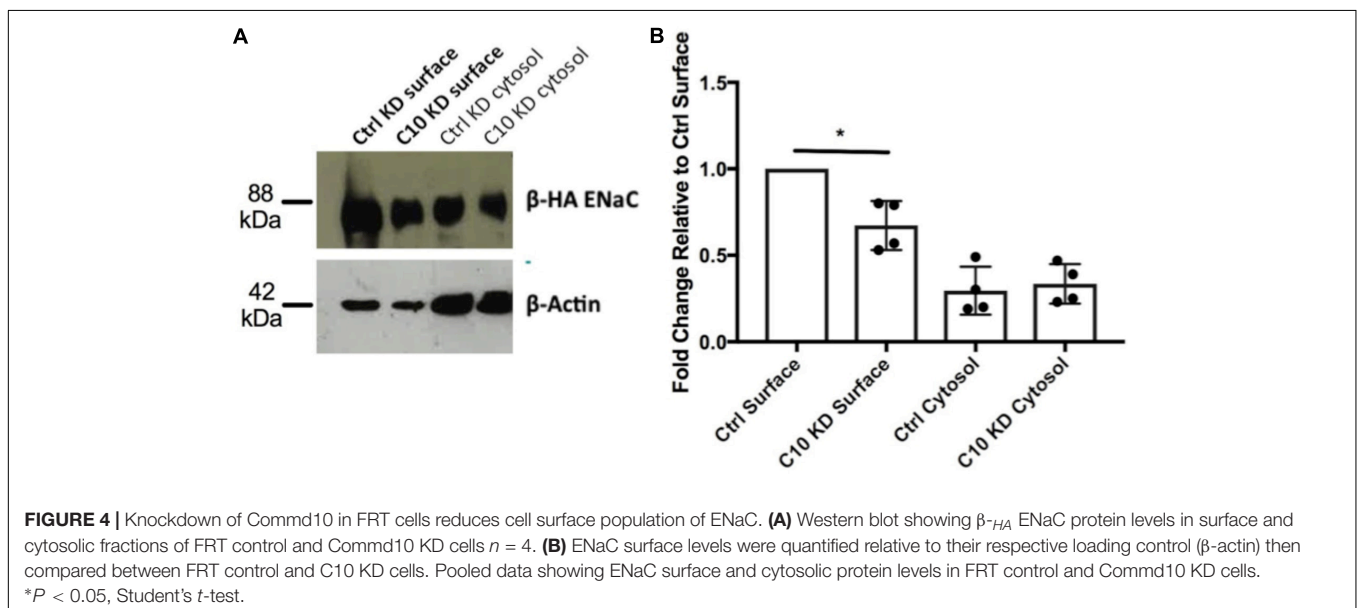 A
Ctrl KD surface
C10 KD surface
Ctrl KD cytosol
C10 KD cytosol
88
kDa
β-HA ENaC
42
kDa
β-Actin
B
Fold Change Relative to Ctrl Surface
1.5
1.0
0.5
0.0
*
Ctrl Surface
C10 KD Surface
Ctrl Cytosol
C10 KD Cytosol
FIGURE 4 | Knockdown of Commd10 in FRT cells reduces cell surface population of ENaC. (A) Western blot showing β-HA ENaC protein levels in surface and
cytosolic fractions of FRT control and Commd10 KD cells n = 4. (B) ENaC surface levels were quantified relative to their respective loading control (β-actin) then
compared between FRT control and C10 KD cells. Pooled data showing ENaC surface and cytosolic protein levels in FRT control and Commd10 KD cells.
*P < 0.05, Student's t-test.